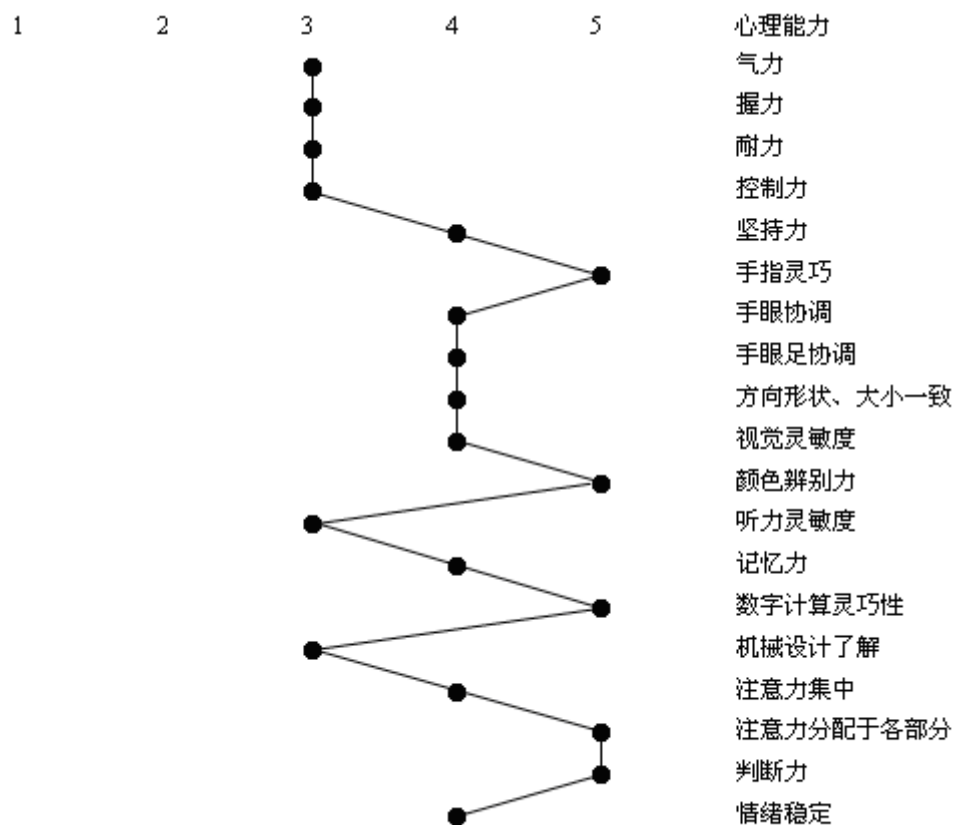 1 2 3 4 5 心理能力
气力
握力
耐力
控制力
坚持力
手指灵巧
手眼协调
手眼足协调
方向形状、大小一致
视觉灵敏度
颜色辨别力
听力灵敏度
记忆力
数字计算灵巧性
机械设计了解
注意力集中
注意力分配于各部分
判断力
情绪稳定